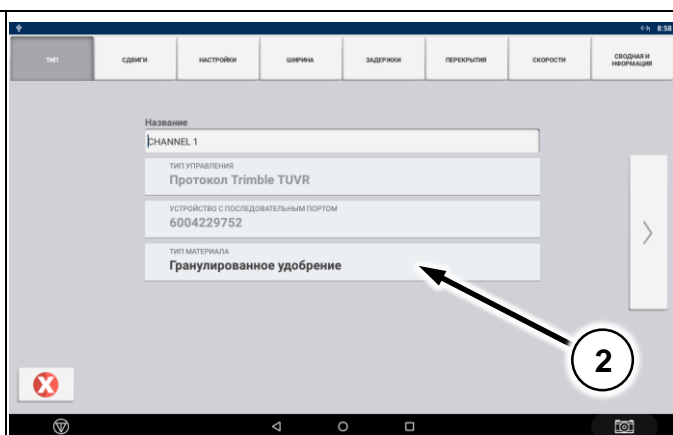 8:58
ТИП
СДВИГИ
НАСТРОЙКИ
ШИРИНА
ЗАДЕРЖКИ
ПЕРЕКРЫТИЯ
СКОРОСТИ
СВОДНАЯ И
НФОРМАЦИЯ
Название
CHANNEL 1
ТИП УПРАВЛЕНИЯ
Протокол Trimble TUVR
УСТРОЙСТВО С ПОСЛЕДОВАТЕЛЬНЫМ ПОРТОМ
6004229752
ТИП МАТЕРИАЛА
Гранулированное удобрение
2